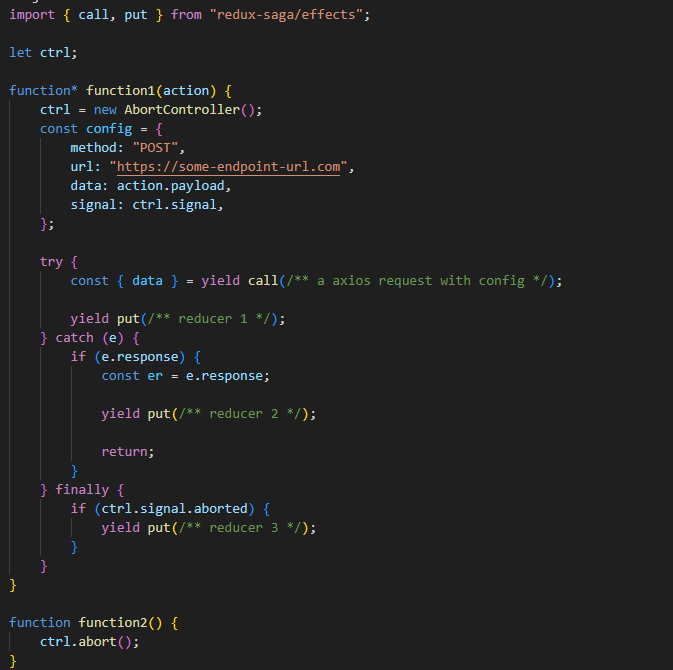 import { call, put } from "redux-saga/effects";
let ctrl;
function* function1(action) {
ctrl = new AbortController();
const config = {
method: "POST",
url: "https://some-endpoint-url.com",
data: action.payload,
signal: ctrl.signal,
};
try {
const { data } = yield call(/** a axios request with config */);
yield put(/** reducer 1 */);
} catch (e) {
if (e.response) {
const er = e.response;
yield put(/** reducer 2 */);
return;
}
} finally {
if (ctrl.signal.aborted) {
yield put(/** reducer 3 */);
}
}
}
function function2() {
ctrl.abort();
}